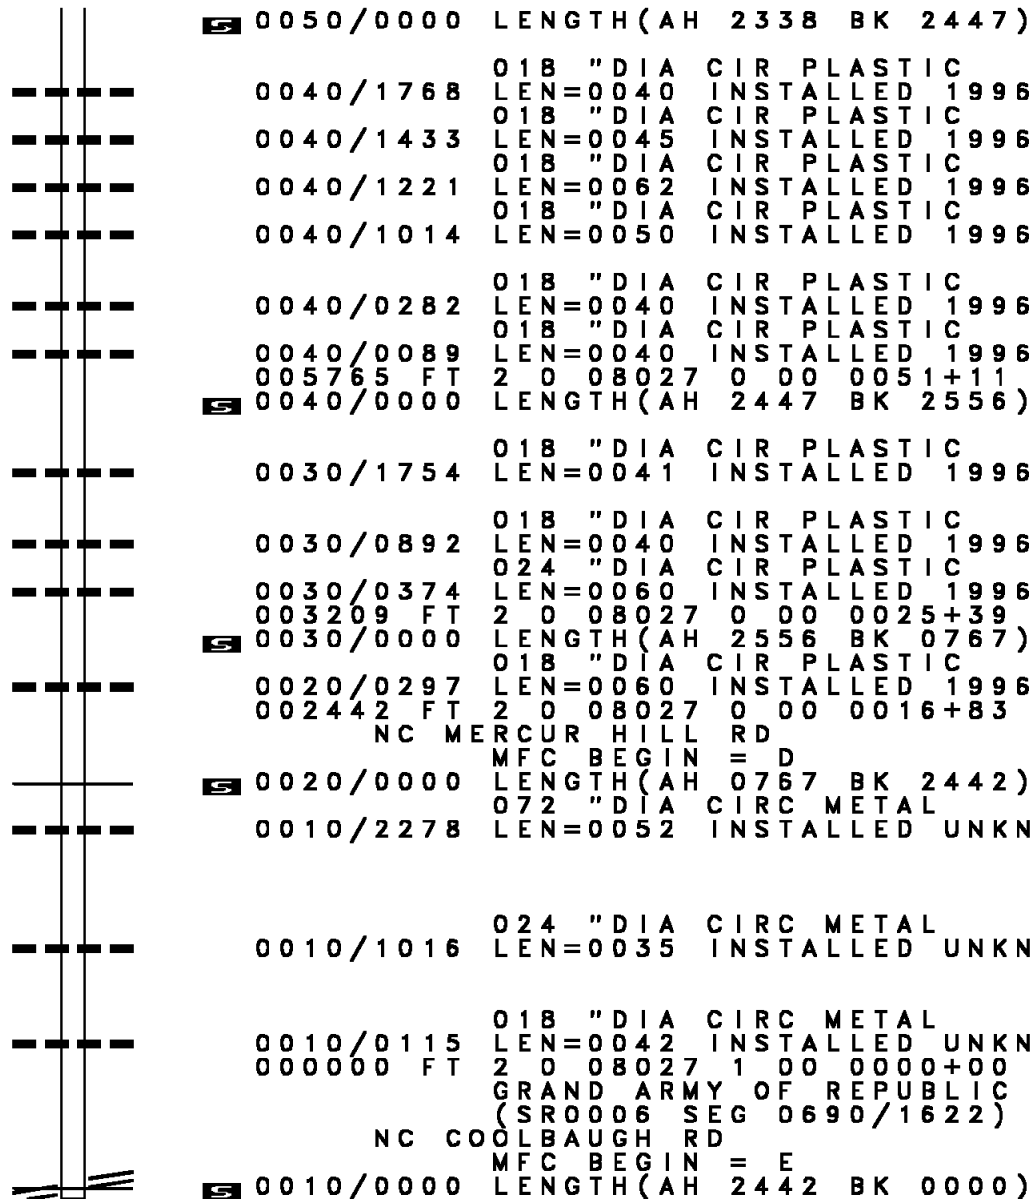 S 0050/0000 LENGTH(AH 2338 BK 2447)
018 "DIA CIR PLASTIC
0040/1768 LEN=0040 INSTALLED 1996
018 "DIA CIR PLASTIC
0040/1433 LEN=0045 INSTALLED 1996
018 "DIA CIR PLASTIC
0040/1221 LEN=0062 INSTALLED 1996
018 "DIA CIR PLASTIC
0040/1014 LEN=0050 INSTALLED 1996
018 "DIA CIR PLASTIC
0040/0282 LEN=0040 INSTALLED 1996
018 "DIA CIR PLASTIC
0040/0089 LEN=0040 INSTALLED 1996
005765 FT 2 0 08027 0 00 0051+11
S 0040/0000 LENGTH(AH 2447 BK 2556)
018 "DIA CIR PLASTIC
0030/1754 LEN=0041 INSTALLED 1996
018 "DIA CIR PLASTIC
0030/0892 LEN=0040 INSTALLED 1996
024 "DIA CIR PLASTIC
0030/0374 LEN=0060 INSTALLED 1996
003209 FT 2 0 08027 0 00 0025+39
S 0030/0000 LENGTH(AH 2556 BK 0767)
018 "DIA CIR PLASTIC
0020/0297 LEN=0060 INSTALLED 1996
002442 FT 2 0 08027 0 00 0016+83
NC MERCUR HILL RD
MFC BEGIN = D
S 0020/0000 LENGTH(AH 0767 BK 2442)
072 "DIA CIRC METAL
0010/2278 LEN=0052 INSTALLED UNKN
024 "DIA CIRC METAL
0010/1016 LEN=0035 INSTALLED UNKN
018 "DIA CIRC METAL
0010/0115 LEN=0042 INSTALLED UNKN
000000 FT 2 0 08027 1 00 0000+00
GRAND ARMY OF REPUBLIC
(SR0006 SEG 0690/1622)
NC COOLBAUGH RD
MFC BEGIN = E
S 0010/0000 LENGTH(AH 2442 BK 0000)